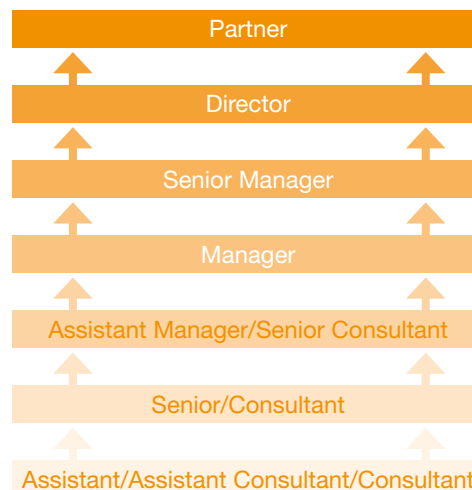 Partner
Director
Senior Manager
Manager
Assistant Manager/Senior Consultant
Senior/Consultant
Assistant/Assistant Consultant/Consultant